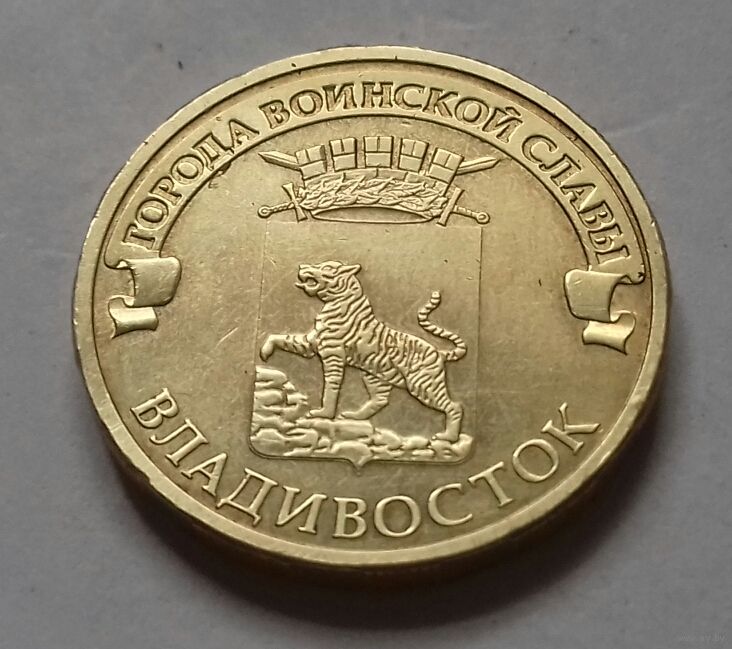 ГОРОДА ВОИНСКОЙ СЛАВЫ
ВЛАДИВОСТОК